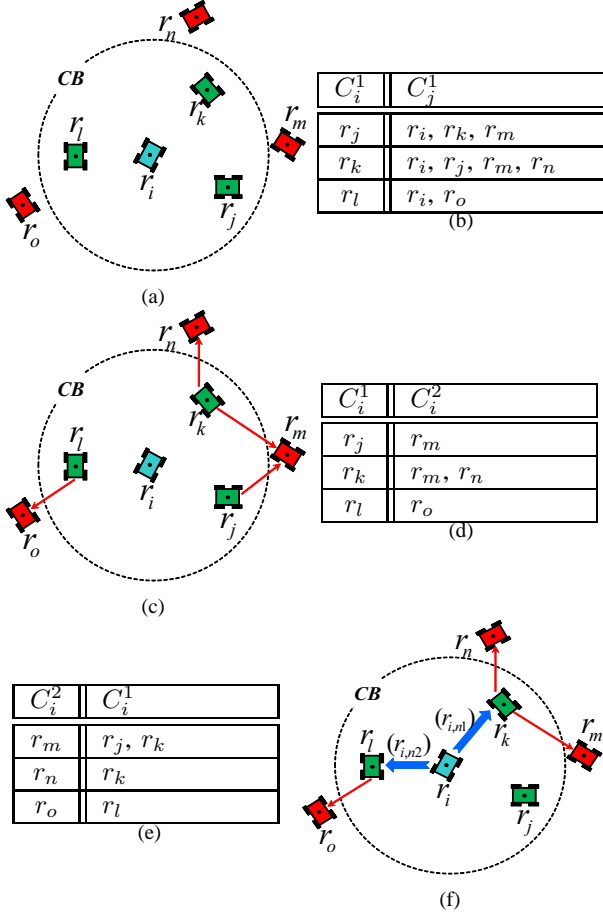 r_n
CB
r_k
r_l
r_m
r_i
r_j
r_o
(a)
C_i^1 C_j^1
r_j r_i, r_k, r_m
r_k r_i, r_j, r_m, r_n
r_l r_i, r_o
(b)
r_n
CB
r_k
r_l
r_m
r_i
r_j
r_o
(c)
C_i^1 C_i^2
r_j r_m
r_k r_m, r_n
r_l r_o
(d)
C_i^2 C_i^1
r_m r_j, r_k
r_n r_k
r_o r_l
(e)
r_n
CB
(r_{i,n1})
r_k
r_l
(r_{i,n2})
r_m
r_i
r_j
r_o
(f)